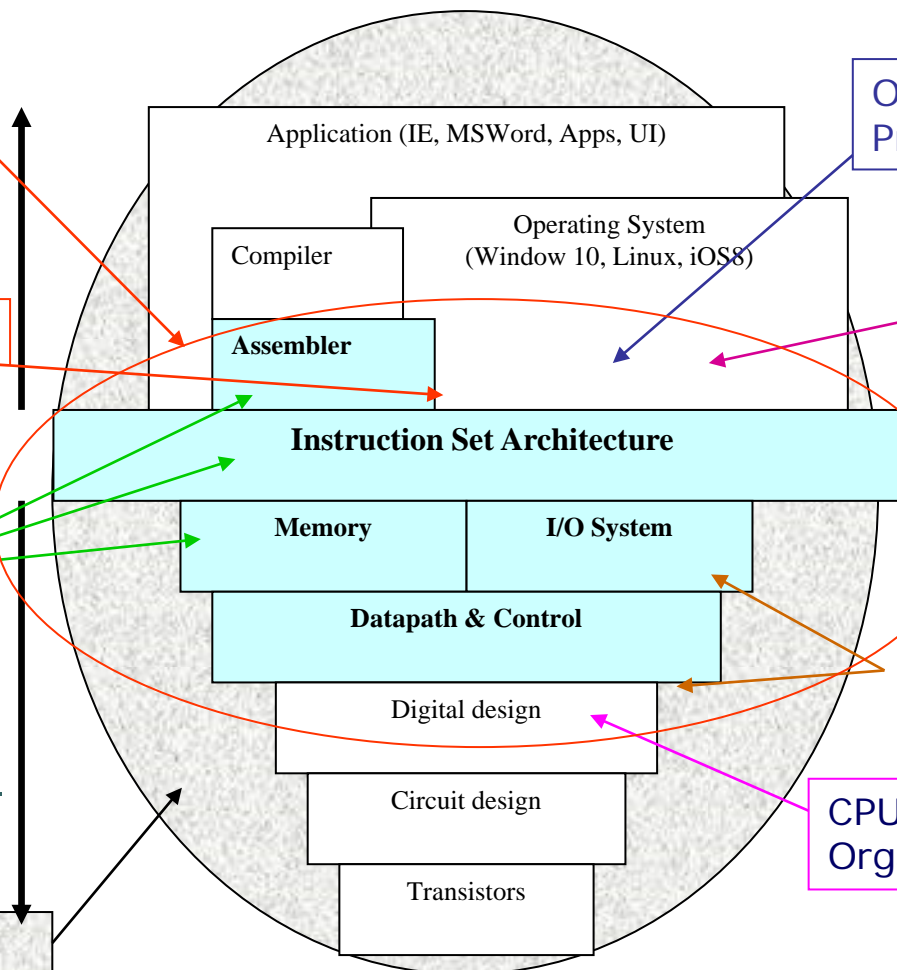 Application (IE, MSWord, Apps, UI)
Operating System
(Window 10, Linux, iOS8)
Compiler
Assembler
Instruction Set Architecture
Memory
I/O System
Datapath & Control
Digital design
Circuit design
Transistors
CPU